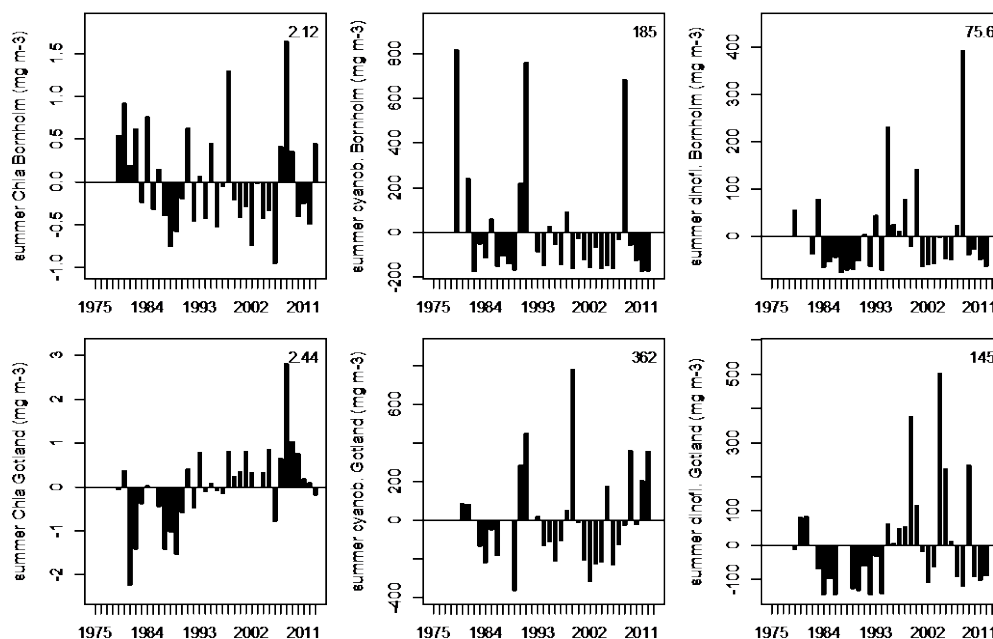 summer Chla Bornholm (mg m-3)
-1.0 -0.5 0.0 0.5 1.0 1.5
2.12
1975 1984 1993 2002 2011
summer cyanob. Bornholm (mg m-3)
-200 0 200 400 600 800
185
1975 1984 1993 2002 2011
summer dinofl. Bornholm (mg m-3)
0 100 200 300 400
75.6
1975 1984 1993 2002 2011
summer Chla Gotland (mg m-3)
-2 -1 0 1 2 3
2.44
1975 1984 1993 2002 2011
summer cyanob. Gotland (mg m-3)
-400 0 200 600
362
1975 1984 1993 2002 2011
summer dinofl. Gotland (mg m-3)
-100 100 300 500
145
1975 1984 1993 2002 2011